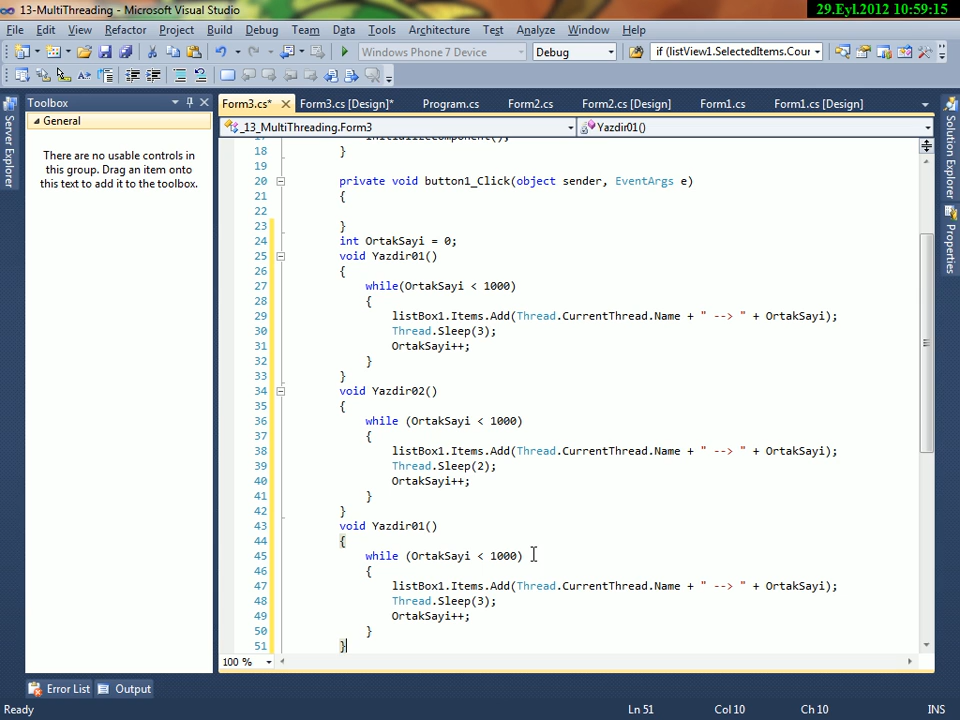 13-MultiThreading - Microsoft Visual Studio
29.Eyl.2012 10:59:15
File Edit View Refactor Project Build Debug Team Data Tools Architecture Test Analyze Window Help
Windows Phone 7 Device Debug if (listView1.SelectedItems.Cour
Toolbox
Form3.cs* Form3.cs [Design]* Program.cs Form2.cs Form2.cs [Design] Form1.cs Form1.cs [Design]
General
_13_MultiThreading.Form3 Yazdir01()
There are no usable controls in
this group. Drag an item onto
this text to add it to the toolbox.
Server Explorer
Solution Explorer
Properties
17 InitializeComponent();
18 }
19
20 private void button1_Click(object sender, EventArgs e)
21 {
22
23 }
24 int OrtakSayi = 0;
25 void Yazdir01()
26 {
27 while(OrtakSayi < 1000)
28 {
29 listBox1.Items.Add(Thread.CurrentThread.Name + " --> " + OrtakSayi);
30 Thread.Sleep(3);
31 OrtakSayi++;
32 }
33 }
34 void Yazdir02()
35 {
36 while (OrtakSayi < 1000)
37 {
38 listBox1.Items.Add(Thread.CurrentThread.Name + " --> " + OrtakSayi);
39 Thread.Sleep(2);
40 OrtakSayi++;
41 }
42 }
43 void Yazdir01()
44 {
45 while (OrtakSayi < 1000)
46 {
47 listBox1.Items.Add(Thread.CurrentThread.Name + " --> " + OrtakSayi);
48 Thread.Sleep(3);
49 OrtakSayi++;
50 }
51 }
100 %
Error List Output
Ready Ln 51 Col 10 Ch 10 INS